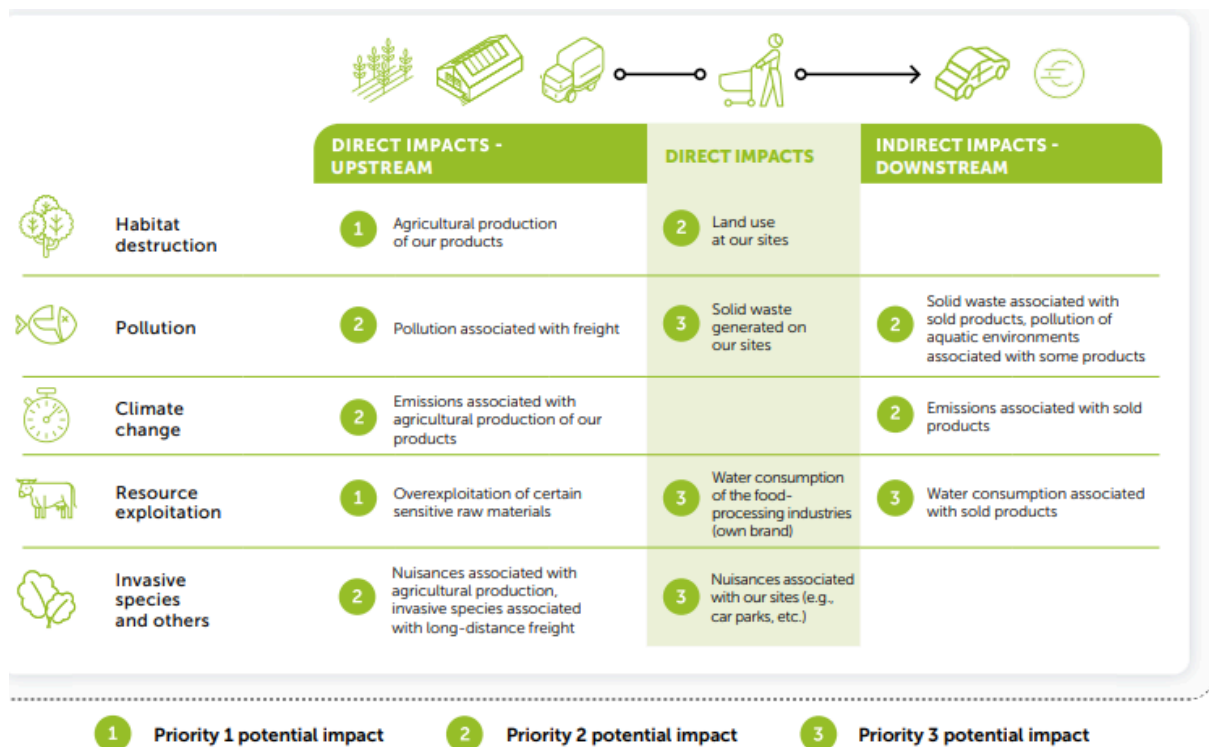 DIRECT IMPACTS -
UPSTREAM
DIRECT IMPACTS
INDIRECT IMPACTS -
DOWNSTREAM
Habitat
destruction
1
Agricultural production
of our products
2
Land use
at our sites
Pollution
2
Pollution associated with freight
3
Solid waste
generated on
our sites
2
Solid waste associated with
sold products, pollution of
aquatic environments
associated with some products
Climate
change
2
Emissions associated with
agricultural production of our
products
2
Emissions associated with sold
products
Resource
exploitation
1
Overexploitation of certain
sensitive raw materials
3
Water consumption
of the food-
processing industries
(own brand)
3
Water consumption associated
with sold products
Invasive
species
and others
2
Nuisances associated with
agricultural production,
invasive species associated
with long-distance freight
3
Nuisances associated
with our sites (e.g.,
car parks, etc.)
1 Priority 1 potential impact
2 Priority 2 potential impact
3 Priority 3 potential impact